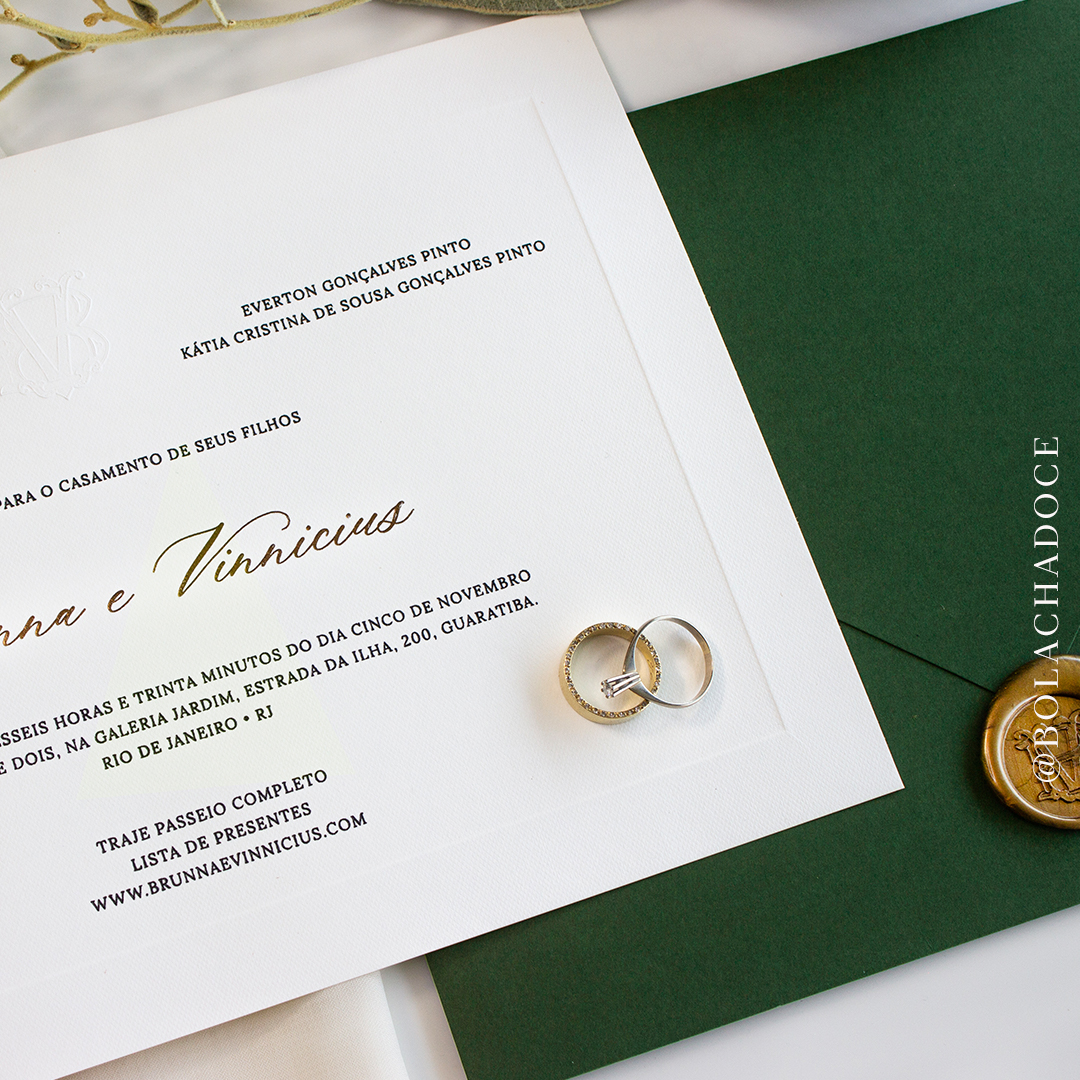 EVERTON GONÇALVES PINTO
KÁTIA CRISTINA DE SOUSA GONÇALVES PINTO
PARA O CASAMENTO DE SEUS FILHOS
e Vinnicius
HORAS E TRINTA MINUTOS DO DIA CINCO DE NOVEMBRO
E DOIS, NA GALERIA JARDIM, ESTRADA DA ILHA, 200, GUARATIBA.
RIO DE JANEIRO • RJ
TRAJE PASSEIO COMPLETO
LISTA DE PRESENTES
WWW.BRUNNAEVINNICIUS.COM
@BOLACHADOCE